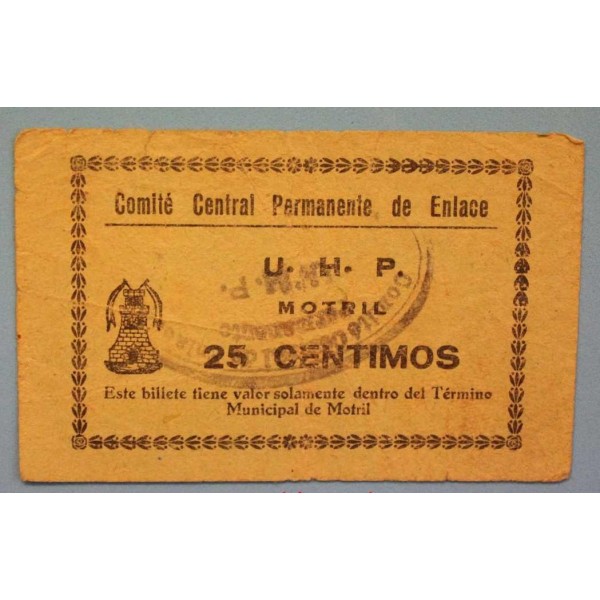 Comité Central Permanente de Enlace
U. H. P.
MOTRIL
25 CENTIMOS
Este billete tiene valor solamente dentro del Término
Municipal de Motril